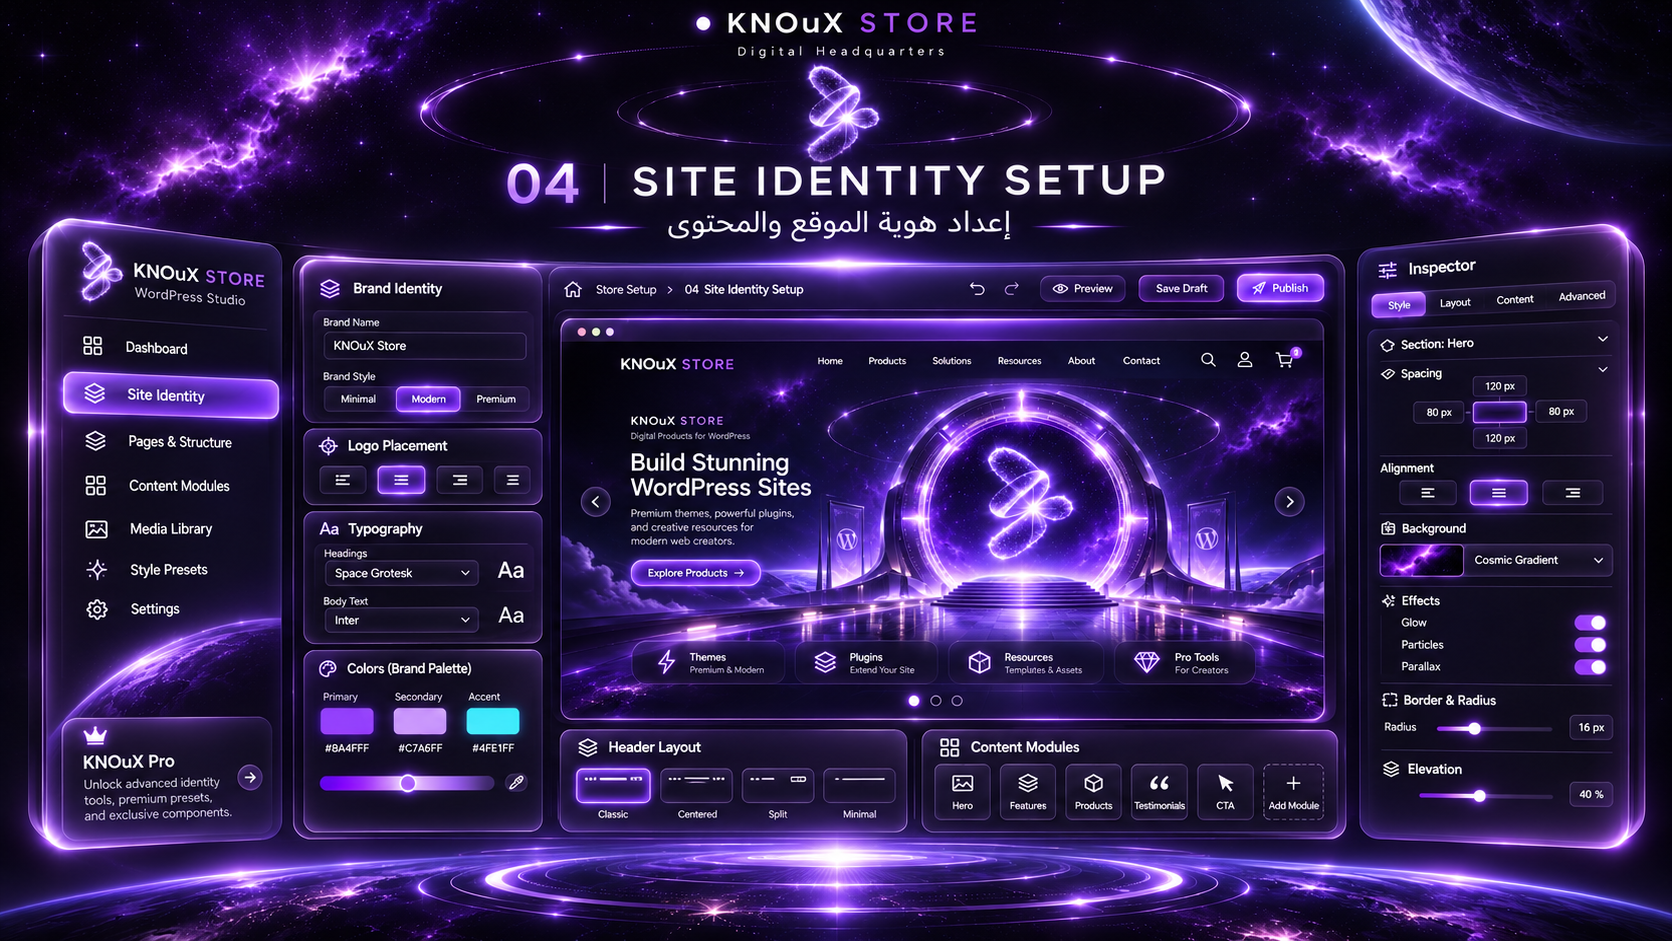 KNOuX STORE
Digital Headquarters
04 | SITE IDENTITY SETUP
إعداد هوية الموقع والمحتوى
KNOuX STORE
WordPress Studio
Dashboard
Site Identity
Pages & Structure
Content Modules
Media Library
Style Presets
Settings
KNOuX Pro
Unlock advanced identity
tools, premium presets,
and exclusive components.
Brand Identity
Brand Name
KNOuX Store
Brand Style
Minimal Modern Premium
Logo Placement
Aa Typography
Headings
Space Grotesk Aa
Body Text
Inter Aa
Colors (Brand Palette)
Primary Secondary Accent
#8A4FFF #C7A6FF #4FE1FF
Store Setup > 04 Site Identity Setup
Preview Save Draft Publish
KNOuX STORE Home Products Solutions Resources About Contact
KNOuX STORE
Digital Products for WordPress
Build Stunning
WordPress Sites
Premium themes, powerful plugins,
and creative resources for
modern web creators.
Explore Products →
Themes
Premium & Modern
Plugins
Extend Your Site
Resources
Templates & Assets
Pro Tools
For Creators
Header Layout
Classic Centered Split Minimal
Content Modules
Hero Features Products Testimonials CTA Add Module
Inspector
Style Layout Content Advanced
Section: Hero
Spacing
120 px
80 px 80 px
120 px
Alignment
Background
Cosmic Gradient
Effects
Glow
Particles
Parallax
Border & Radius
Radius 16 px
Elevation
40 %